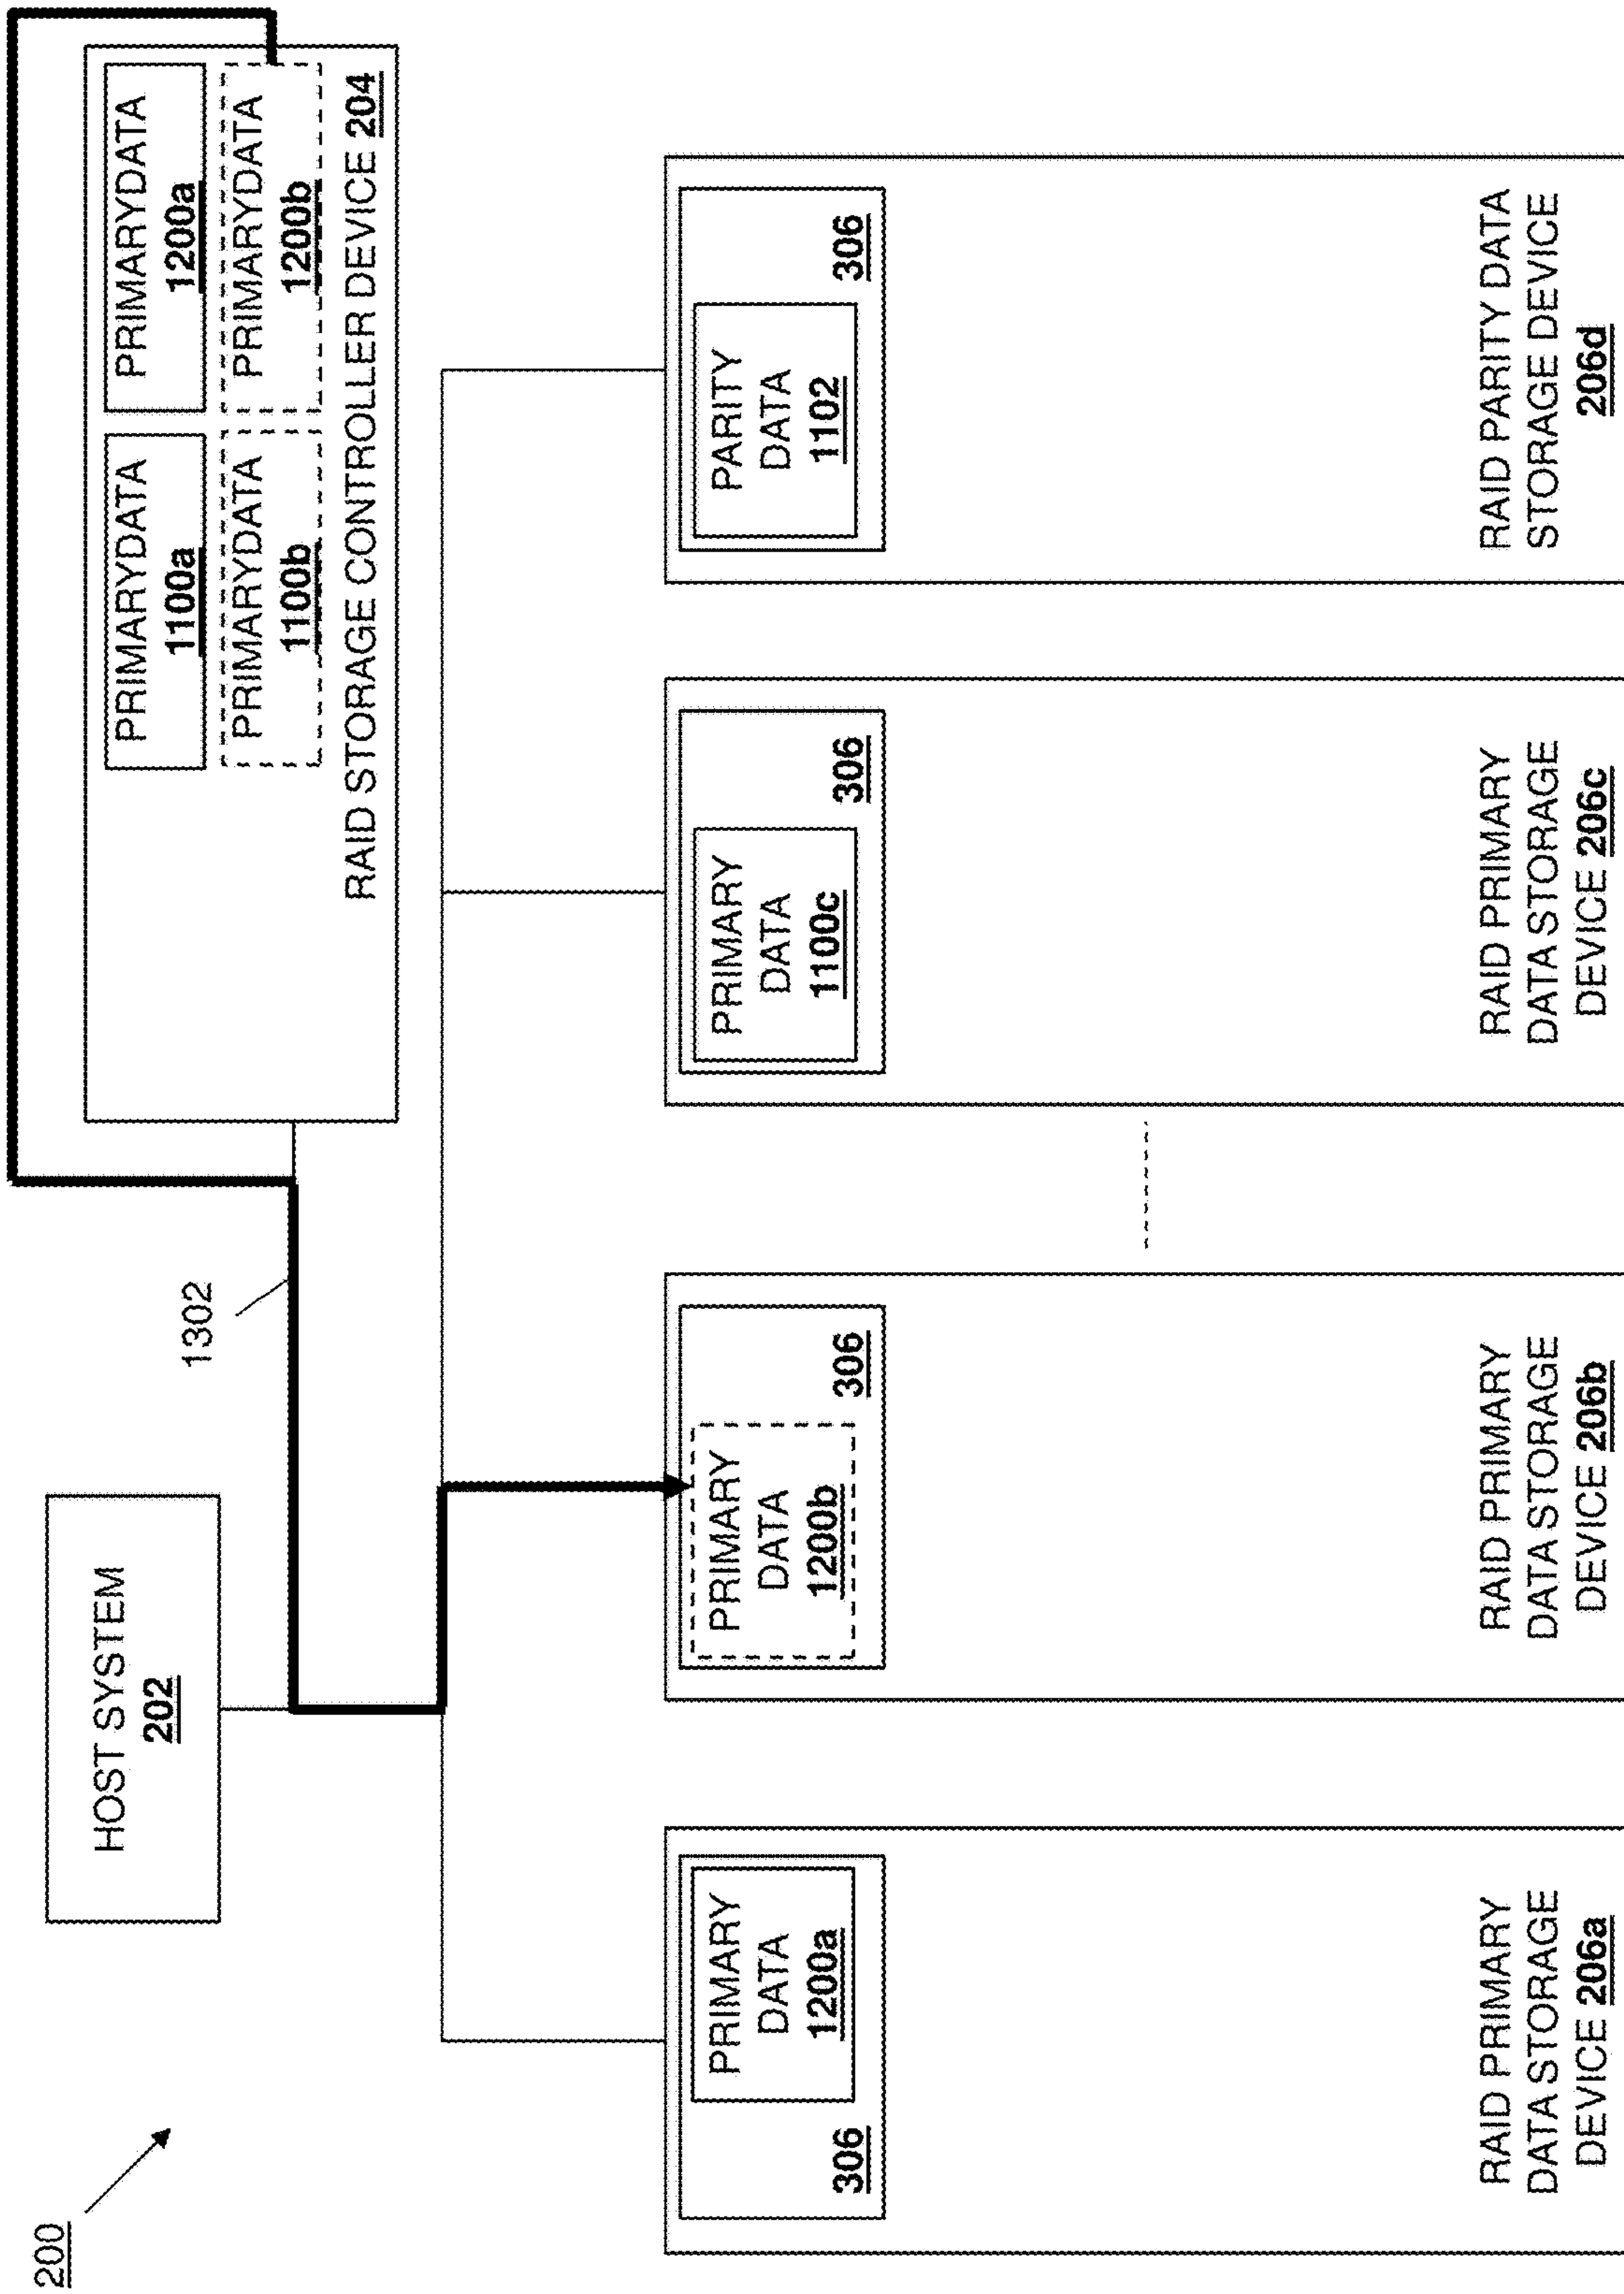 200
HOST SYSTEM
202
1302
PRIMARYDATA
1100a
PRIMARYDATA
1200a
PRIMARYDATA
1100b
PRIMARYDATA
1200b
RAID STORAGE CONTROLLER DEVICE 204
306
PRIMARY
DATA
1200a
RAID PRIMARY
DATA STORAGE
DEVICE 206a
PRIMARY
DATA
1200b
306
RAID PRIMARY
DATA STORAGE
DEVICE 206b
PRIMARY
DATA
1100c
306
RAID PRIMARY
DATA STORAGE
DEVICE 206c
PARITY
DATA
1102
306
RAID PARITY DATA
STORAGE DEVICE
206d